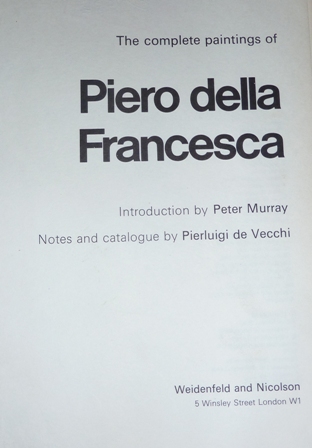 The complete paintings of
Piero della
Francesca
Introduction by Peter Murray
Notes and catalogue by Pierluigi de Vecchi
Weidenfeld and Nicolson
5 Winsley Street London W1